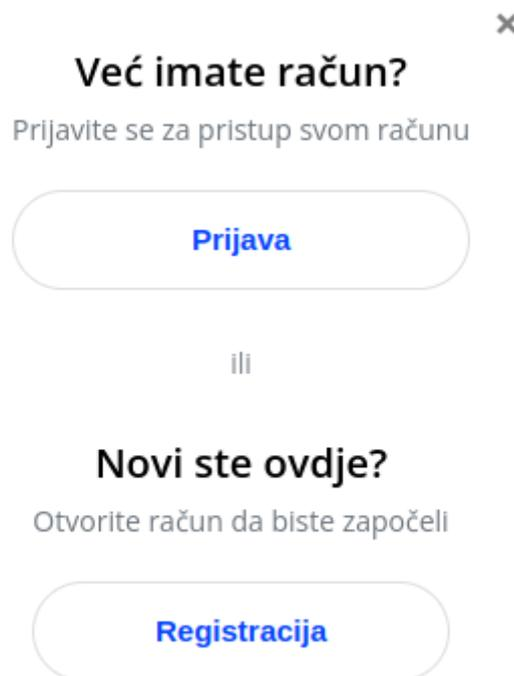 Već imate račun?
Prijavite se za pristup svom računu
Prijava
ili
Novi ste ovdje?
Otvorite račun da biste započeli
Registracija